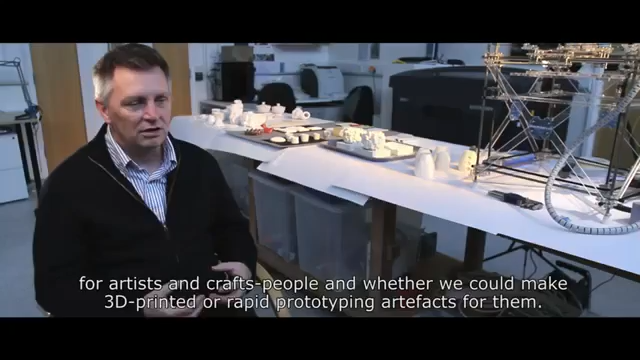 for artists and crafts-people and whether we could make
3D-printed or rapid prototyping artefacts for them.